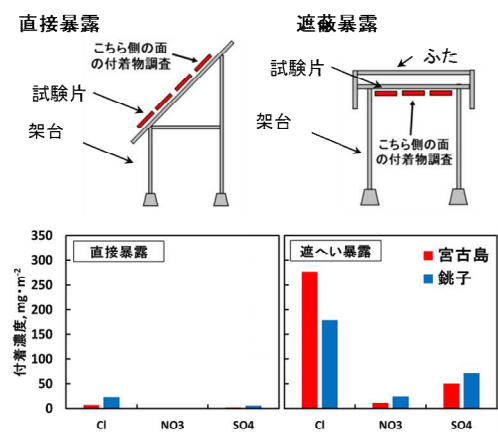 直接暴露
遮蔽暴露
こちら側の面
の付着物調査
試験片
架台
ふた
試験片
架台
こちら側の面
の付着物調査
付着濃度, mg・m-2
350
300
250
200
150
100
50
0
直接暴露
遮へい暴露
宮古島
銚子
Cl
NO3
SO4
Cl
NO3
SO4